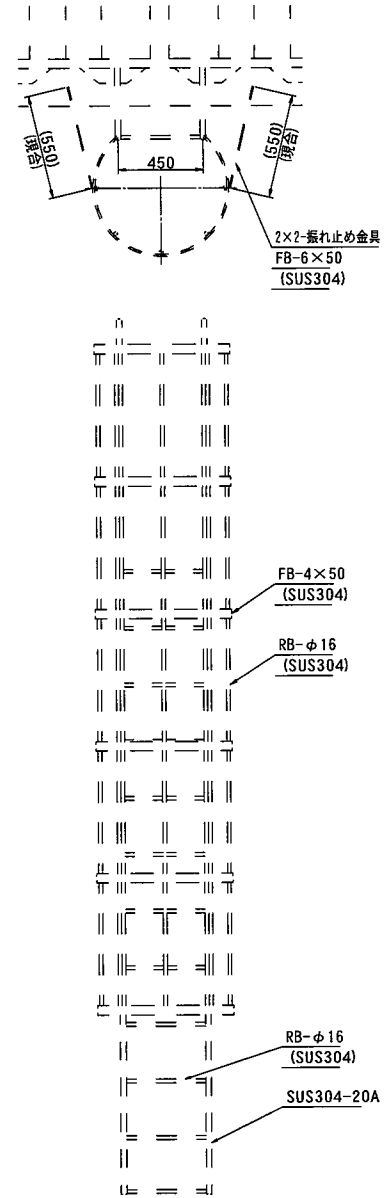 (550)
(現合)
450
(550)
(現合)
2×2-振れ止め金具
FB-6×50
(SUS304)
FB-4×50
(SUS304)
RB-φ16
(SUS304)
RB-φ16
(SUS304)
SUS304-20A